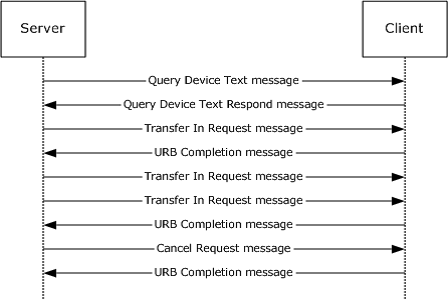 Server
Client
Query Device Text message
Query Device Text Respond message
Transfer In Request message
URB Completion message
Transfer In Request message
Transfer In Request message
URB Completion message
Cancel Request message
URB Completion message